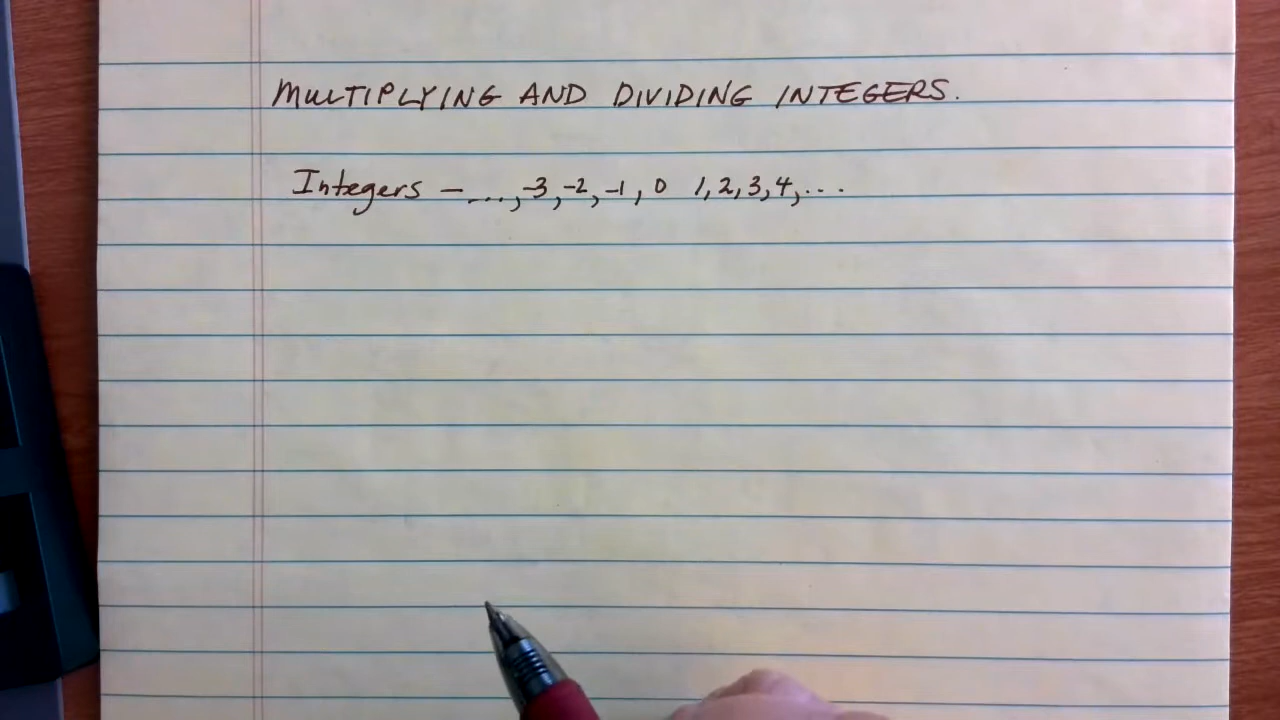 MULTIPLYING AND DIVIDING INTEGERS.
Integers – ..., -3, -2, -1, 0 1, 2, 3, 4, ...